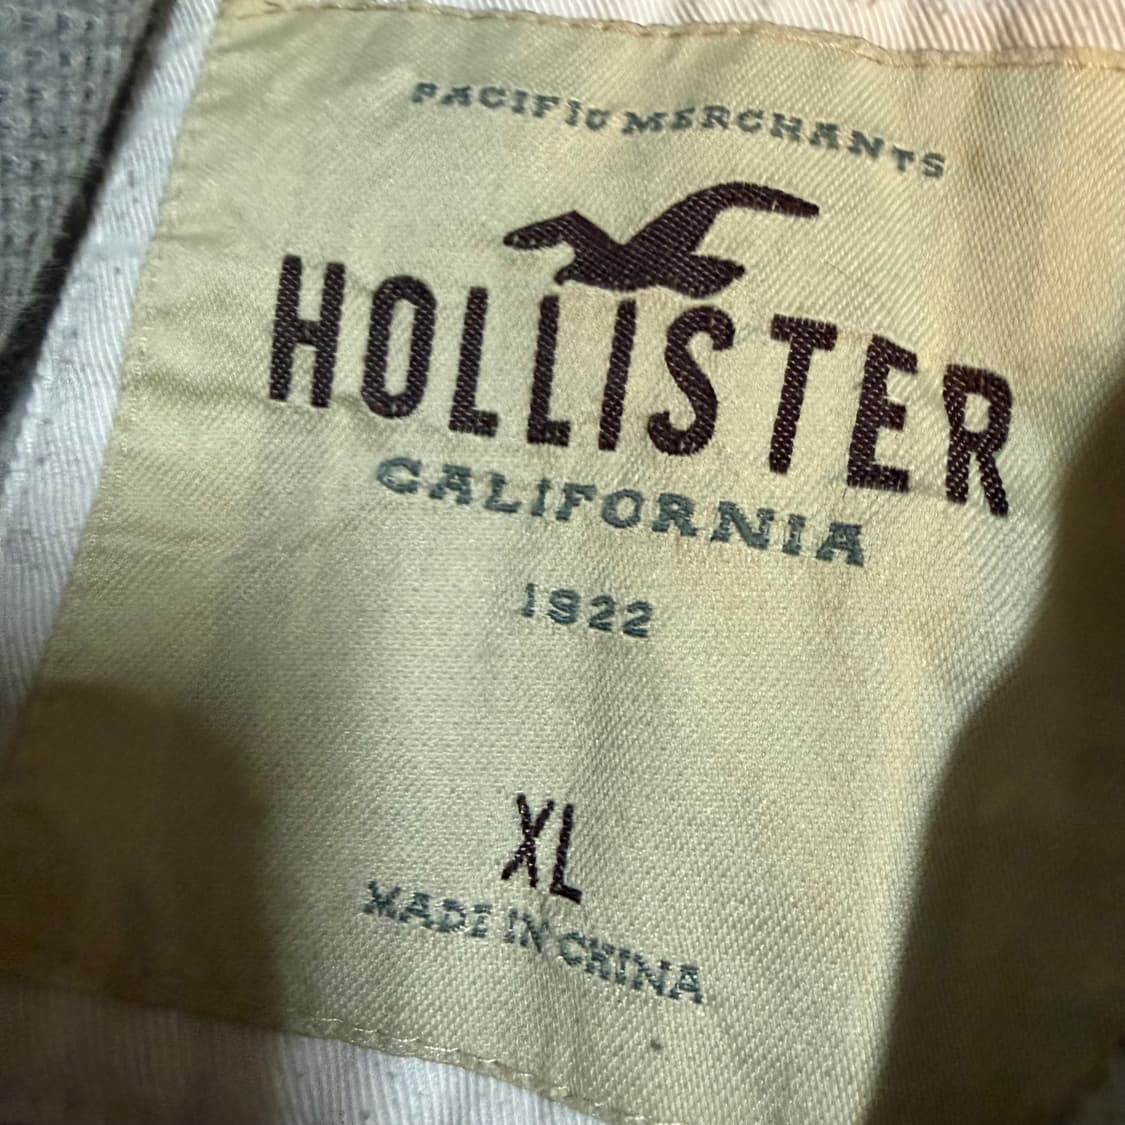 PACIFIC MERCHANTS
HOLLISTER
CALIFORNIA
1922
XL
MADE IN CHINA